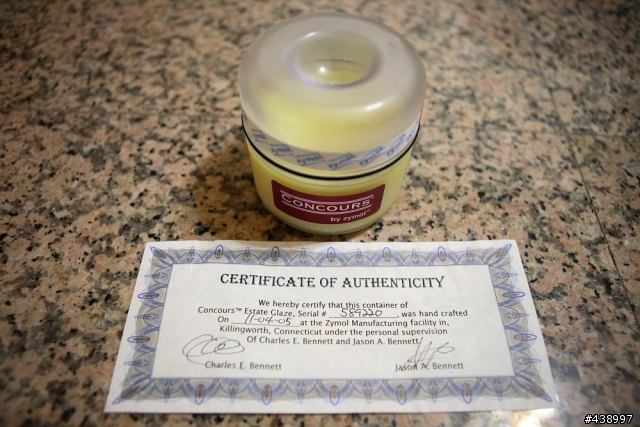 CONCOURS
by zymöl
CERTIFICATE OF AUTHENTICITY
We hereby certify that this container of
Concours™ Estate Glaze, Serial # 589220, was hand crafted
On 11-04-05 at the Zymol Manufacturing facility in,
Killingworth, Connecticut under the personal supervision
Of Charles E. Bennett and Jason A. Bennett.
Charles E. Bennett Jason A. Bennett
#438997